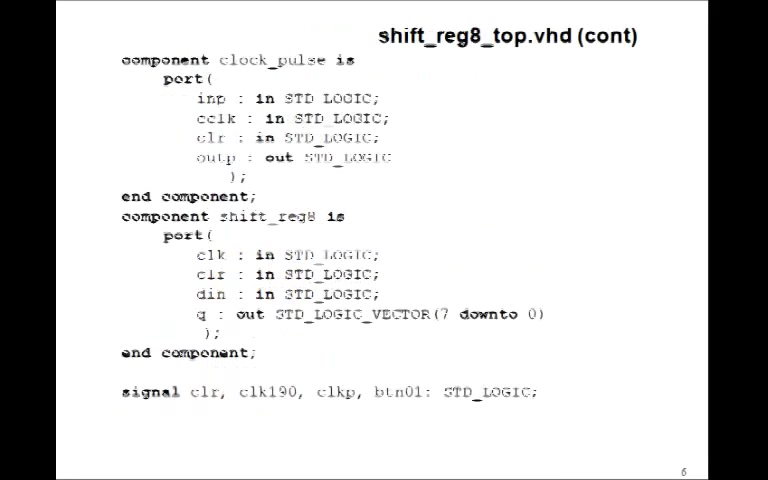 shift_reg8_top.vhd (cont)
component clock_pulse is
port(
inp : in STD_LOGIC;
cclk : in STD_LOGIC;
clr : in STD_LOGIC;
outp : out STD_LOGIC
);
end component;
component shift_reg8 is
port(
clk : in STD_LOGIC;
clr : in STD_LOGIC;
din : in STD_LOGIC;
q : out STD_LOGIC_VECTOR(7 downto 0)
);
end component;
signal clr, clk190, clkp, btn01: STD_LOGIC;
6